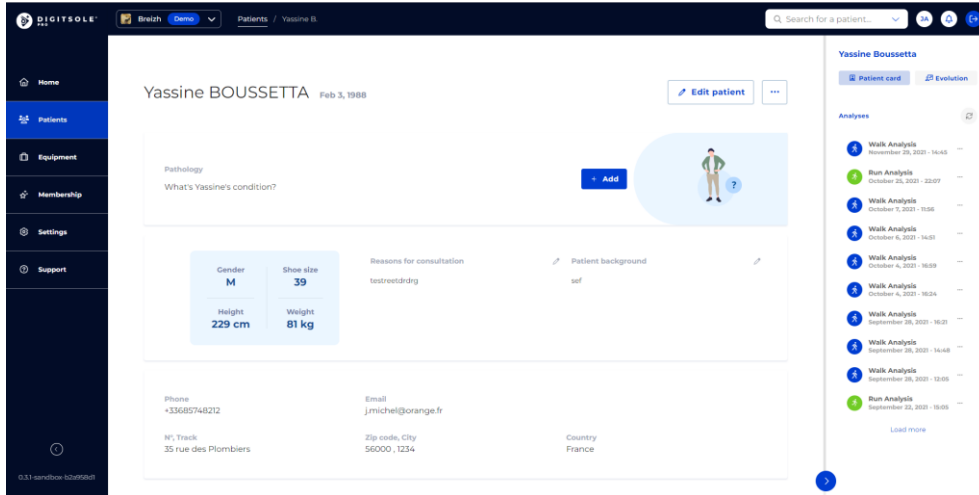 DIGITSOLE
PRO
Breizh Demo
Patients / Yassine B.
Search for a patient...
JA
Home
Patients
Equipment
Membership
Settings
Support
0.3.1-sandbox-b2a958d1
Yassine BOUSSETTA Feb 3, 1988
Edit patient
...
Pathology
What's Yassine's condition?
+ Add
?
Gender
M
Shoe size
39
Height
229 cm
Weight
81 kg
Reasons for consultation
testreetdrdrg
Patient background
sef
Phone
+33685748212
Email
j.michel@orange.fr
N°, Track
35 rue des Plombiers
Zip code, City
56000 , 1234
Country
France
Yassine Boussetta
Patient card
Evolution
Analyses
Walk Analysis
November 29, 2021 - 14:45
Run Analysis
October 25, 2021 - 22:07
Walk Analysis
October 7, 2021 - 11:56
Walk Analysis
October 6, 2021 - 14:51
Walk Analysis
October 4, 2021 - 16:59
Walk Analysis
October 4, 2021 - 16:24
Walk Analysis
September 28, 2021 - 16:21
Walk Analysis
September 28, 2021 - 14:48
Walk Analysis
September 28, 2021 - 12:05
Run Analysis
September 22, 2021 - 15:05
Load more